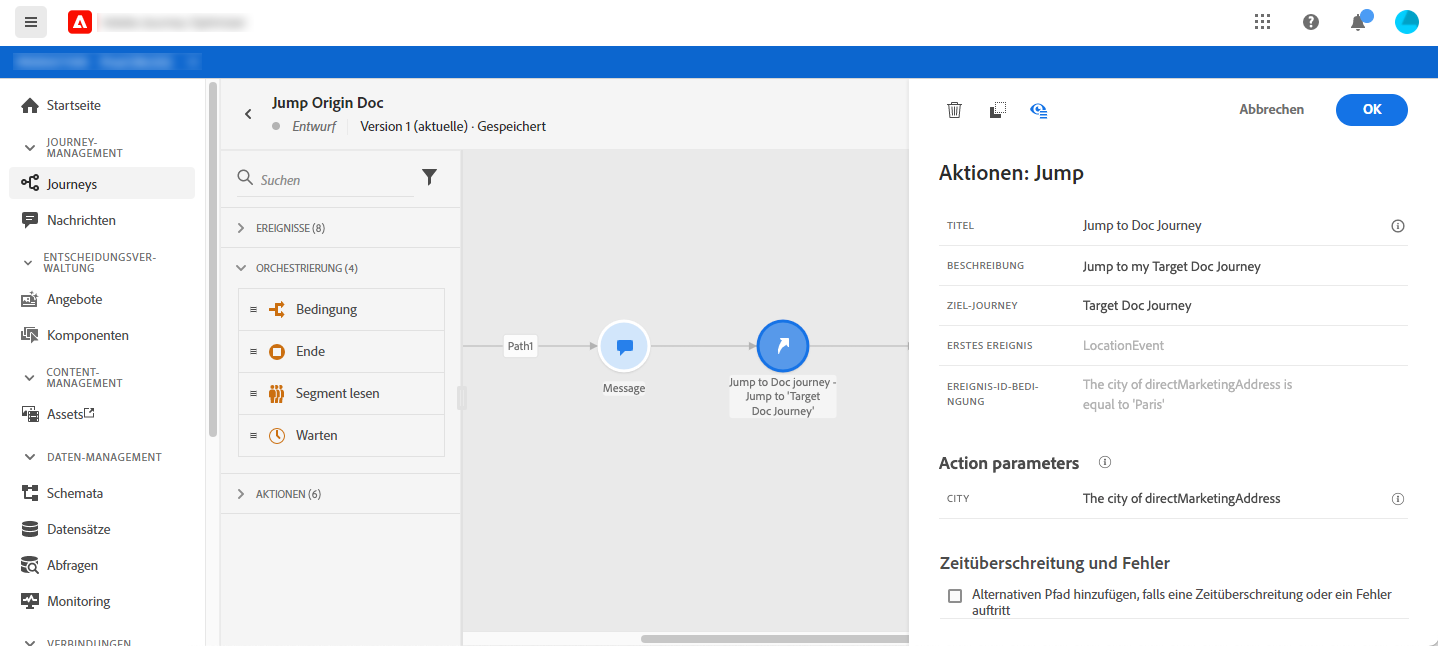 Startseite
JOURNEY-
MANAGEMENT
Journeys
Nachrichten
ENTSCHEIDUNGSVER-
WALTUNG
Angebote
Komponenten
CONTENT-
MANAGEMENT
Assets
DATEN-MANAGEMENT
Schemata
Datensätze
Abfragen
Monitoring
VERBINDUNGEN
Jump Origin Doc
Entwurf Version 1 (aktuelle) · Gespeichert
Suchen
EREIGNISSE (8)
ORCHESTRIERUNG (4)
Bedingung
Ende
Segment lesen
Warten
AKTIONEN (6)
Path1
Message
Jump to Doc journey -
Jump to 'Target
Doc Journey'
Abbrechen OK
Aktionen: Jump
TITEL Jump to Doc Journey
BESCHREIBUNG Jump to my Target Doc Journey
ZIEL-JOURNEY Target Doc Journey
ERSTES EREIGNIS LocationEvent
EREIGNIS-ID-BEDI-
NGUNG
The city of directMarketingAddress is
equal to 'Paris'
Action parameters
CITY The city of directMarketingAddress
Zeitüberschreitung und Fehler
Alternativen Pfad hinzufügen, falls eine Zeitüberschreitung oder ein Fehler
auftritt